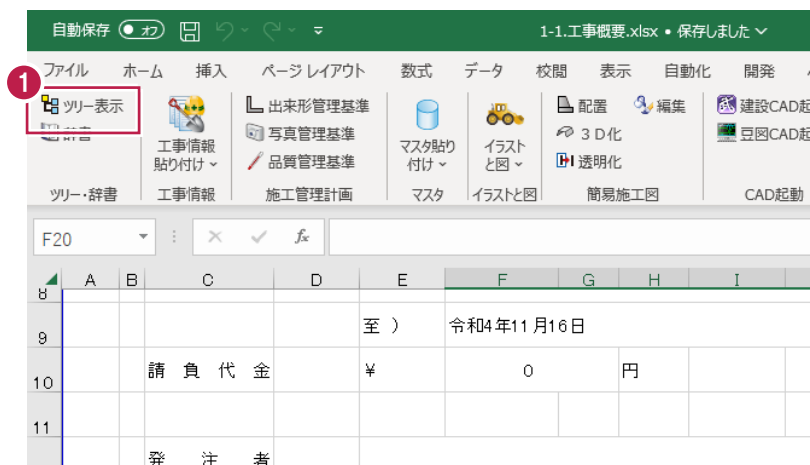 自動保存 オフ 1-1.工事概要.xlsx • 保存しました
ファイル ホーム 挿入 ページ レイアウト 数式 データ 校閲 表示 自動化 開発
1
ツリー表示 出来形管理基準 配置 編集 建設CAD起
辞書 工事情報 写真管理基準 マスタ貼り イラスト 3D化 豆図CAD起
貼り付け 品質管理基準 付け と図 透明化
ツリー・辞書 工事情報 施工管理計画 マスタ イラストと図 簡易施工図 CAD起動
F20 fx
A B C D E F G H I
8
9 至 ) 令和4年11月16日
10 請 負 代 金 ¥ 0 円
11
発 注 者